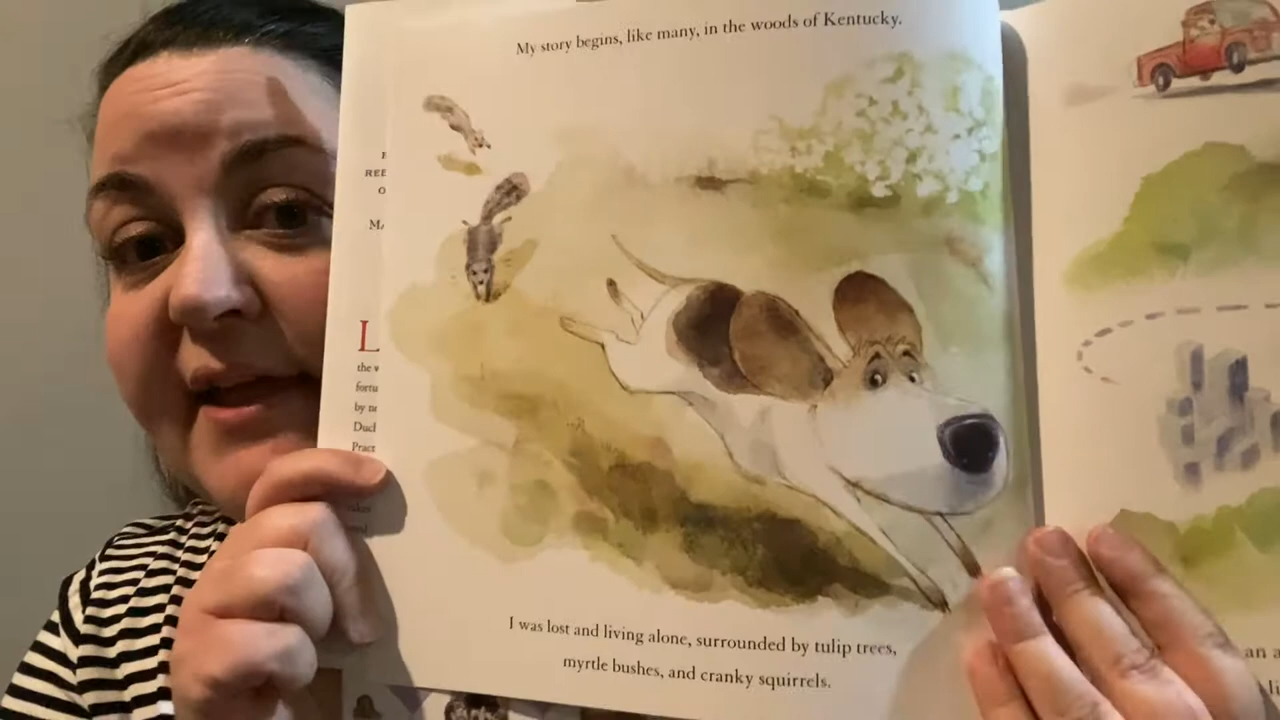 My story begins, like many, in the woods of Kentucky.
L
I was lost and living alone, surrounded by tulip trees,
myrtle bushes, and cranky squirrels.
an a